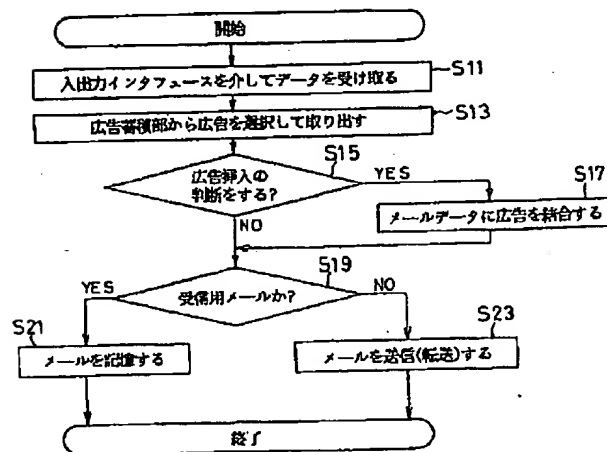 開始
入出力インタフェースを介してデータを受け取る
S11
広告蓄積部から広告を選択して取り出す
S13
S15
広告挿入の
判断をする?
YES
S17
メールデータに広告を結合する
NO
S19
YES
受信用メールか?
NO
S21
メールを記憶する
S23
メールを送信(転送)する
終了